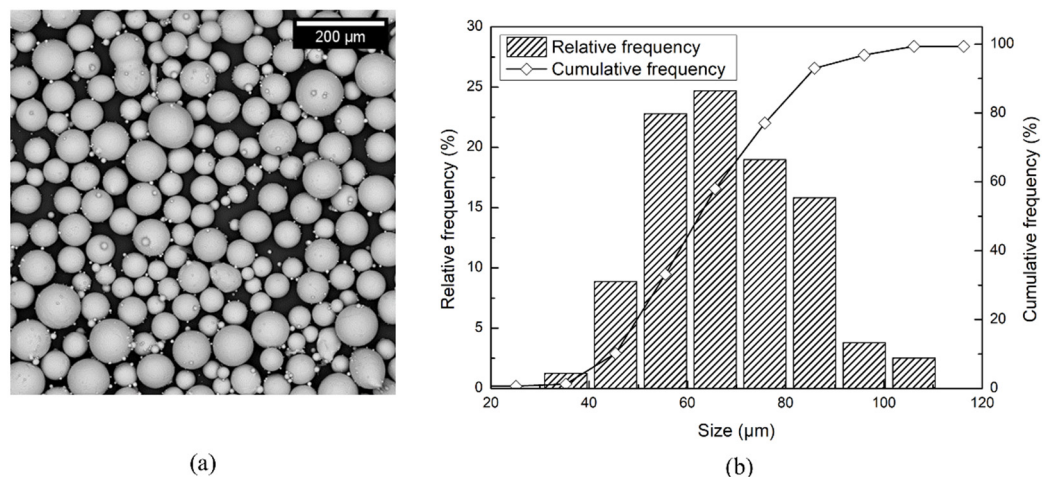 200 μm
(a)
(b)
Relative frequency
Cumulative frequency
Relative frequency (%)
30
25
20
15
10
5
0
Cumulative frequency (%)
100
80
60
40
20
0
20 40 60 80 100 120
Size (μm)